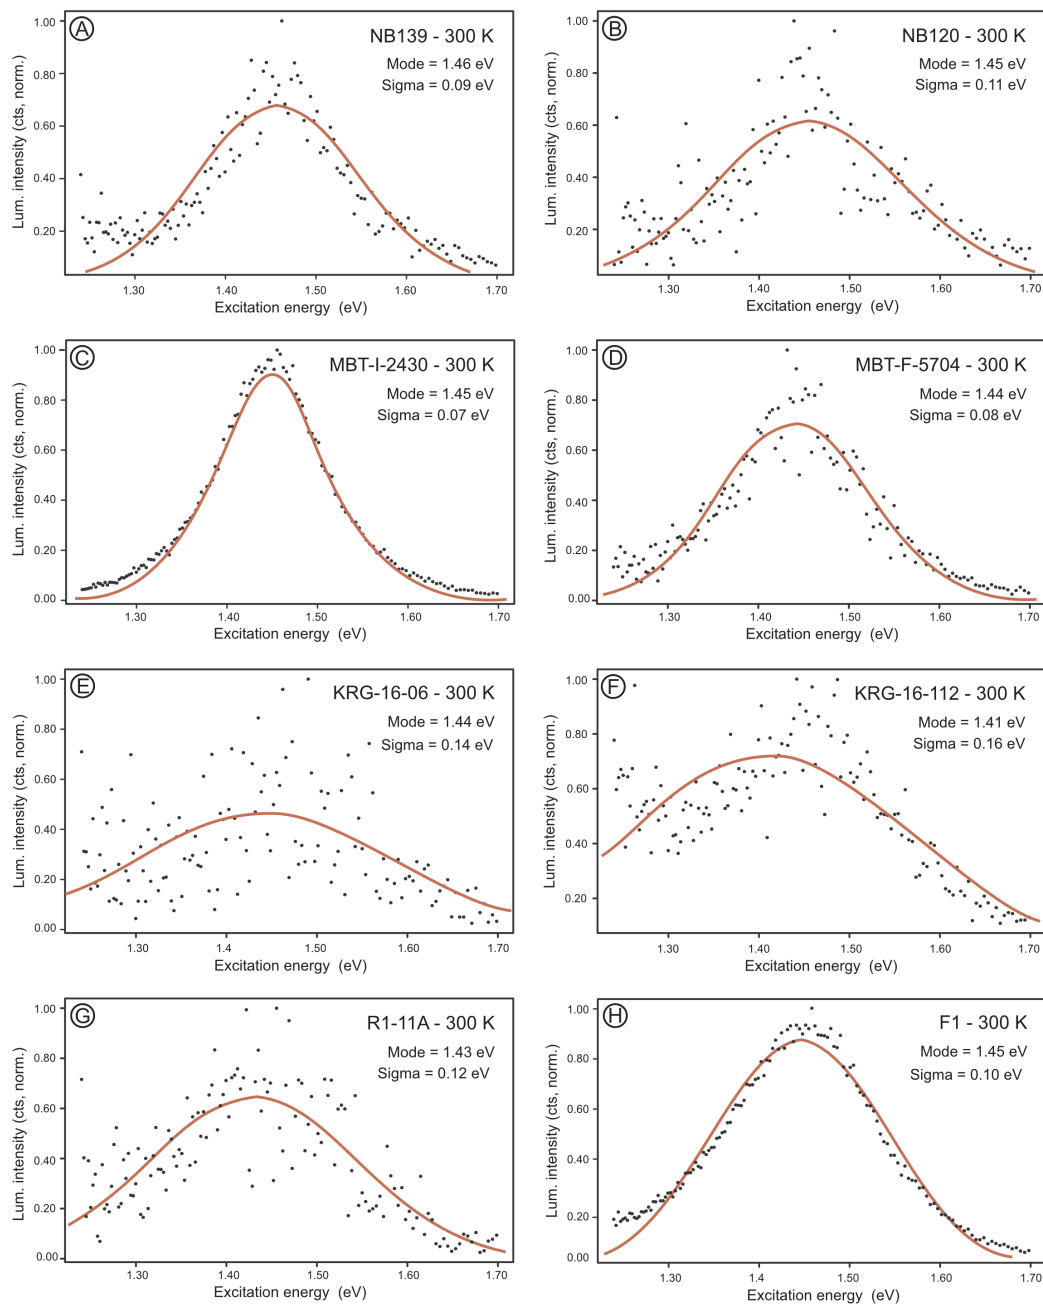 A
NB139 - 300 K
Mode = 1.46 eV
Sigma = 0.09 eV
Lum. intensity (cts, norm.)
1.00
0.80
0.60
0.40
0.20
1.30
1.40
1.50
1.60
1.70
Excitation energy (eV)
B
NB120 - 300 K
Mode = 1.45 eV
Sigma = 0.11 eV
Lum. intensity (cts, norm.)
1.00
0.80
0.60
0.40
0.20
1.30
1.40
1.50
1.60
1.70
Excitation energy (eV)
C
MBT-I-2430 - 300 K
Mode = 1.45 eV
Sigma = 0.07 eV
Lum. intensity (cts, norm.)
1.00
0.80
0.60
0.40
0.20
0.00
1.30
1.40
1.50
1.60
1.70
Excitation energy (eV)
D
MBT-F-5704 - 300 K
Mode = 1.44 eV
Sigma = 0.08 eV
Lum. intensity (cts, norm.)
1.00
0.80
0.60
0.40
0.20
0.00
1.30
1.40
1.50
1.60
1.70
Excitation energy (eV)
E
KRG-16-06 - 300 K
Mode = 1.44 eV
Sigma = 0.14 eV
Lum. intensity (cts, norm.)
1.00
0.80
0.60
0.40
0.20
0.00
1.30
1.4
1.50
1.60
1.70
Excitation energy (eV)
F
KRG-16-112 - 300 K
Mode = 1.41 eV
Sigma = 0.16 eV
Lum. intensity (cts, norm.)
1.00
0.80
0.60
0.40
0.20
1.30
1.40
1.50
1.60
1.70
Excitation energy (eV)
G
R1-11A - 300 K
Mode = 1.43 eV
Sigma = 0.12 eV
Lum. intensity (cts, norm.)
1.00
0.80
0.60
0.40
0.20
0.00
1.30
1.40
1.50
1.60
1.70
Excitation energy (eV)
H
F1 - 300 K
Mode = 1.45 eV
Sigma = 0.10 eV
Lum. intensity (cts, norm.)
1.00
0.80
0.60
0.40
0.20
0.00
1.30
1.40
1.50
1.60
1.70
Excitation energy (eV)